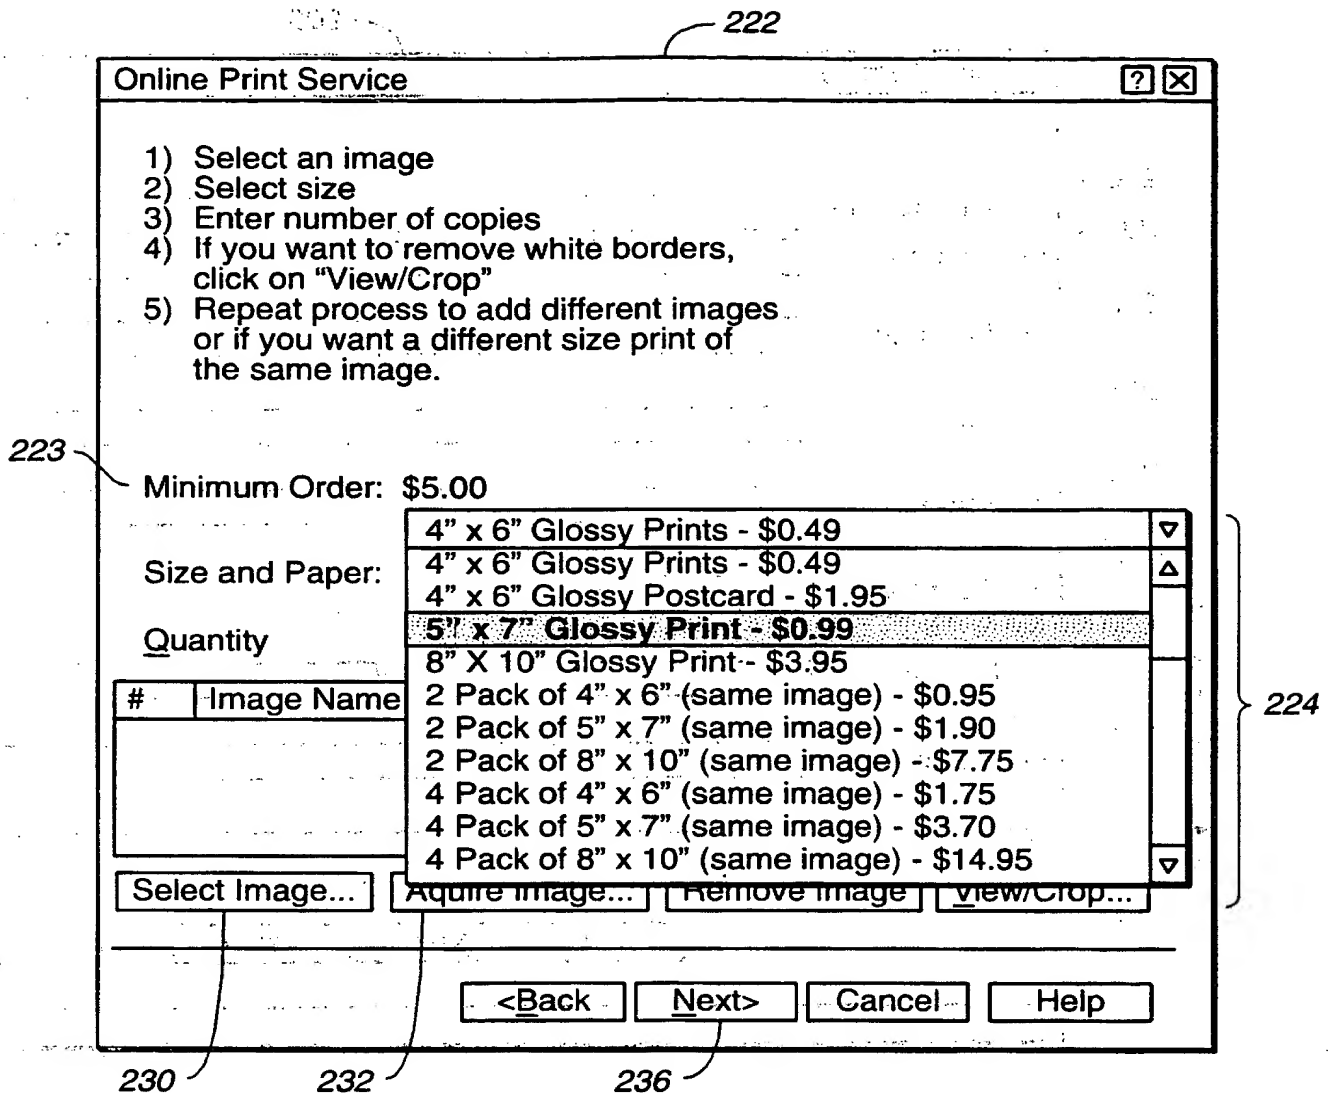 222
Online Print Service ? X
1) Select an image
2) Select size
3) Enter number of copies
4) If you want to remove white borders,
click on “View/Crop”
5) Repeat process to add different images
or if you want a different size print of
the same image.
223
Minimum Order: $5.00
4” x 6” Glossy Prints - $0.49
Size and Paper:
4” x 6” Glossy Prints - $0.49
4” x 6” Glossy Postcard - $1.95
5” x 7” Glossy Print - $0.99
Quantity
8” X 10” Glossy Print - $3.95
# Image Name
2 Pack of 4” x 6” (same image) - $0.95
2 Pack of 5” x 7” (same image) - $1.90
2 Pack of 8” x 10” (same image) - $7.75
4 Pack of 4” x 6” (same image) - $1.75
4 Pack of 5” x 7” (same image) - $3.70
4 Pack of 8” x 10” (same image) - $14.95
224
Select Image... Aquire Image... Remove Image View/Crop...
<Back Next> Cancel Help
230 232 236